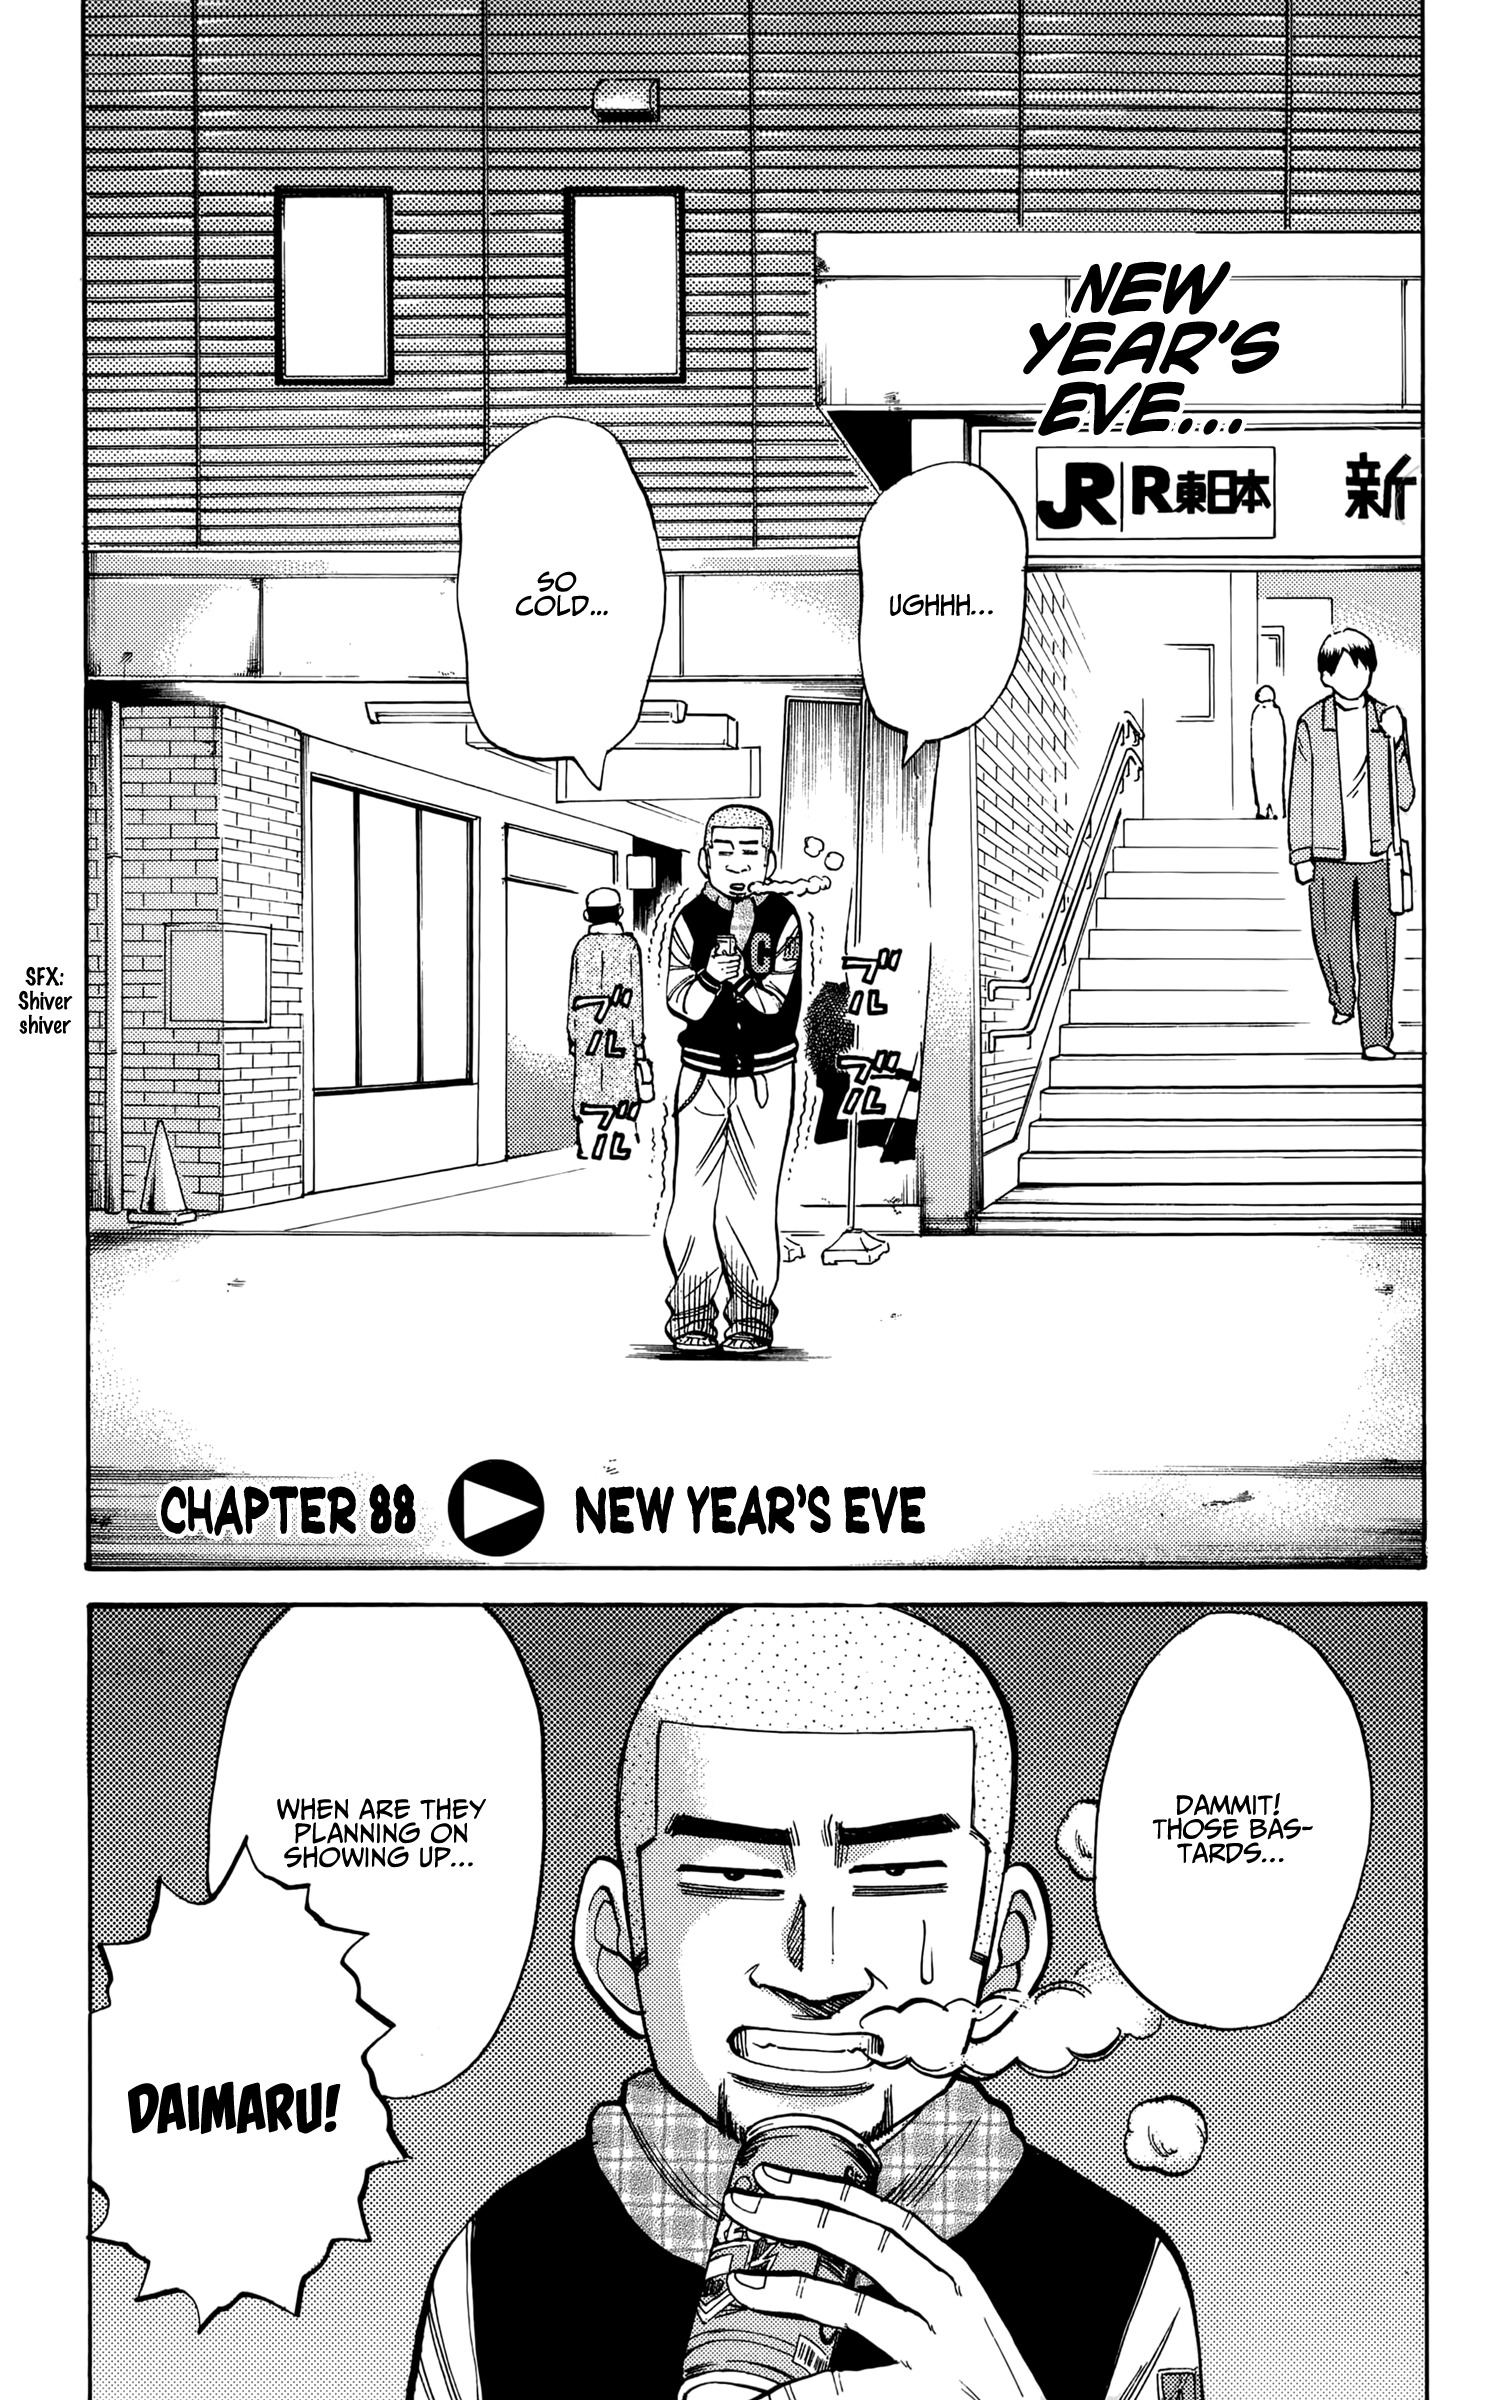 NEW
YEAR'S
EVE...
JR R東日本 新
UGHHH...
SO
COLD...
SFX:
Shiver
shiver
ブル
ブル
ブル
ブル
C
CHAPTER 88 NEW YEAR'S EVE
DAMMIT!
THOSE BAS-
TARDS...
WHEN ARE THEY
PLANNING ON
SHOWING UP...
DAIMARU!